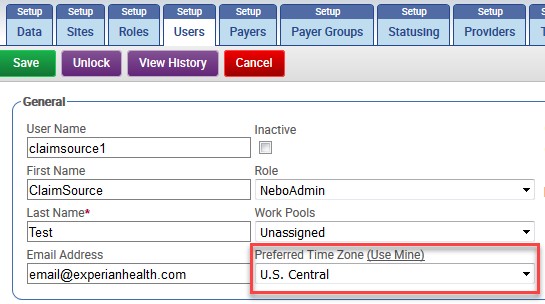 Setup Setup Setup Setup Setup Setup Setup Setup
Data Sites Roles Users Payers Payer Groups Statusing Providers T
Save Unlock View History Cancel
General
User Name Inactive
claimsource1
First Name Role
ClaimSource NeboAdmin
Last Name* Work Pools
Test Unassigned
Email Address Preferred Time Zone (Use Mine)
email@experianhealth.com U.S. Central